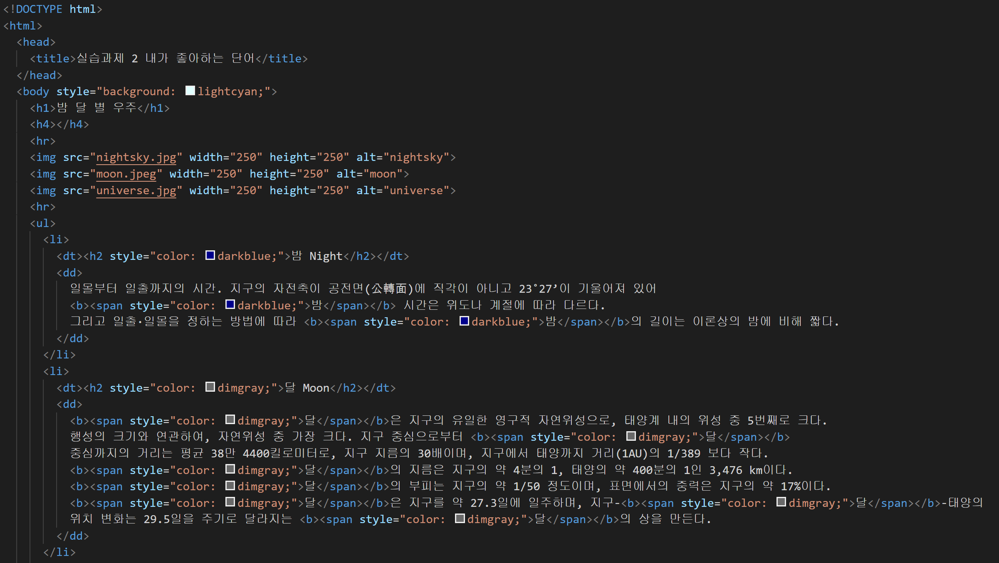 <!DOCTYPE html>
<html>
<head>
<title>실습과제 2 내가 좋아하는 단어</title>
</head>
<body style="background: lightcyan;">
<h1>밤 달 별 우주</h1>
<h4></h4>
<hr>
<img src="nightsky.jpg" width="250" height="250" alt="nightsky">
<img src="moon.jpeg" width="250" height="250" alt="moon">
<img src="universe.jpg" width="250" height="250" alt="universe">
<hr>
<ul>
<li>
<dt><h2 style="color: darkblue;">밤 Night</h2></dt>
<dd>
일몰부터 일출까지의 시간. 지구의 자전축이 공전면(公轉面)에 직각이 아니고 23˚27’이 기울어져 있어
<b><span style="color: darkblue;">밤</span></b> 시간은 위도나 계절에 따라 다르다.
그리고 일출·일몰을 정하는 방법에 따라 <b><span style="color: darkblue;">밤</span></b>의 길이는 이론상의 밤에 비해 짧다.
</dd>
</li>
<li>
<dt><h2 style="color: dimgray;">달 Moon</h2></dt>
<dd>
<b><span style="color: dimgray;">달</span></b>은 지구의 유일한 영구적 자연위성으로, 태양계 내의 위성 중 5번째로 크다.
행성의 크기와 연관하여, 자연위성 중 가장 크다. 지구 중심으로부터 <b><span style="color: dimgray;">달</span></b>
중심까지의 거리는 평균 38만 4400킬로미터로, 지구 지름의 30배이며, 지구에서 태양까지 거리(1AU)의 1/389 보다 작다.
<b><span style="color: dimgray;">달</span></b>의 지름은 지구의 약 4분의 1, 태양의 약 400분의 1인 3,476 km이다.
<b><span style="color: dimgray;">달</span></b>의 부피는 지구의 약 1/50 정도이며, 표면에서의 중력은 지구의 약 17%이다.
<b><span style="color: dimgray;">달</span></b>은 지구를 약 27.3일에 일주하며, 지구-<b><span style="color: dimgray;">달</span></b>-태양의
위치 변화는 29.5일을 주기로 달라지는 <b><span style="color: dimgray;">달</span></b>의 상을 만든다.
</dd>
</li>